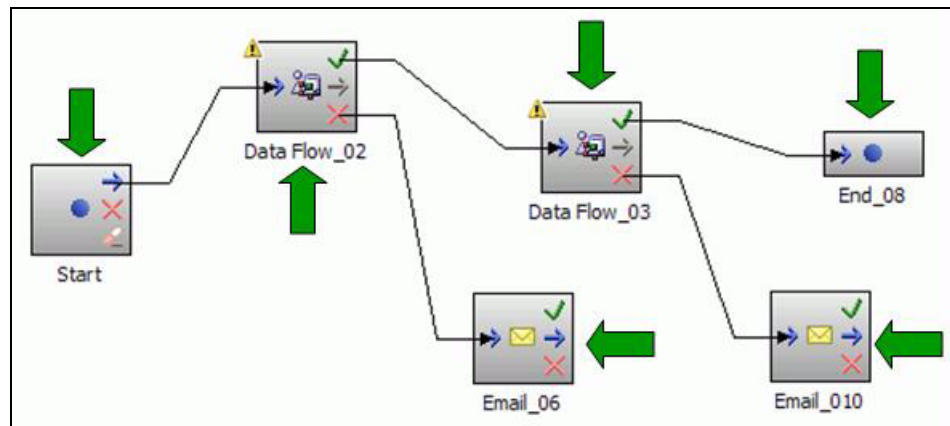 Data Flow_02
Data Flow_03
End_08
Start
Email_06
Email_010